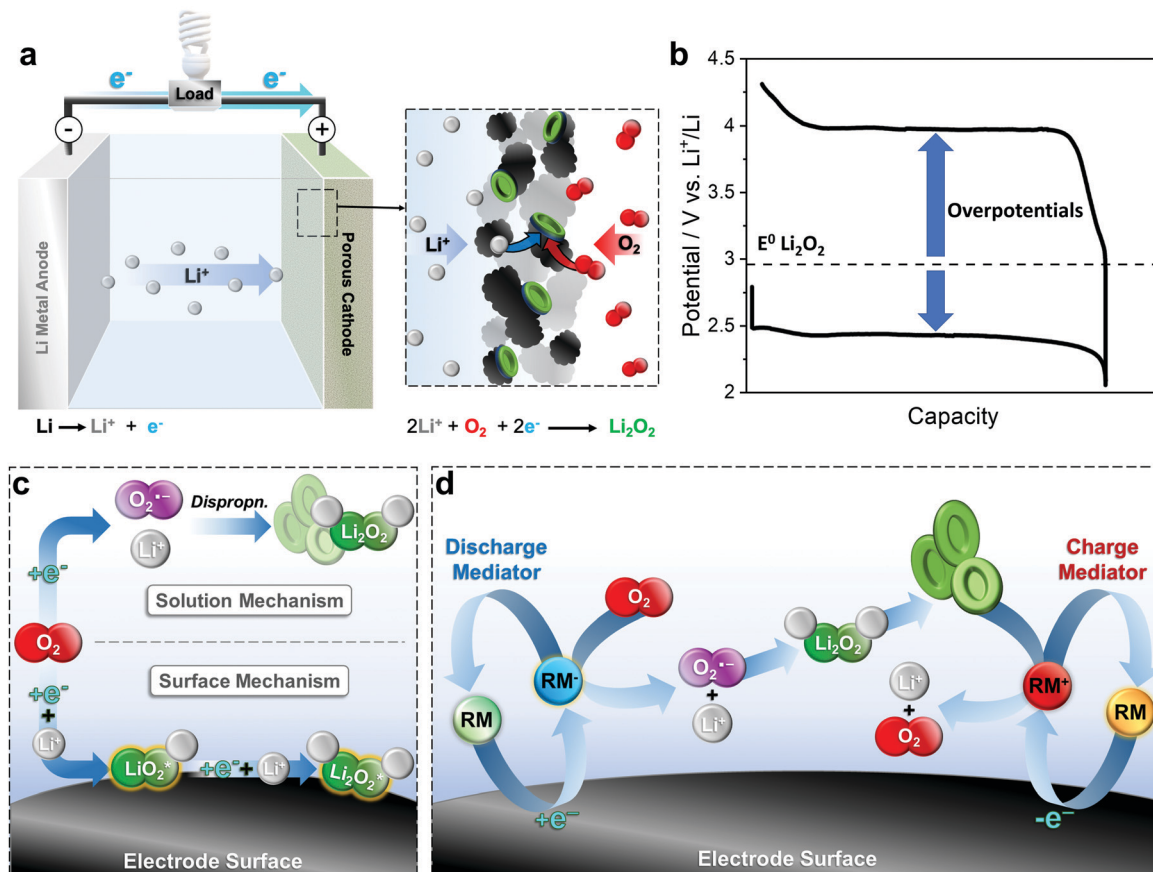 a
e-
e-
Load
-
+
Li Metal Anode
Li+
Porous Cathode
Li+
O2
Li → Li+ + e-
2Li+ + O2 + 2e- → Li2O2
b
4.5
4
3.5
3
2.5
2
Potential / V vs. Li+/Li
Overpotentials
E0 Li2O2
Capacity
c
O2•−
Dispropn.
Li2O2
Li+
+e-
Solution Mechanism
O2
Surface Mechanism
+e-
+
Li+
LiO2*
+e-+
Li+
Li2O2*
Electrode Surface
d
Discharge
Mediator
Charge
Mediator
O2
Li2O2
O2•−
+
Li+
RM-
RM
Li+
+
O2
RM+
RM
+e−
-e−
Electrode Surface